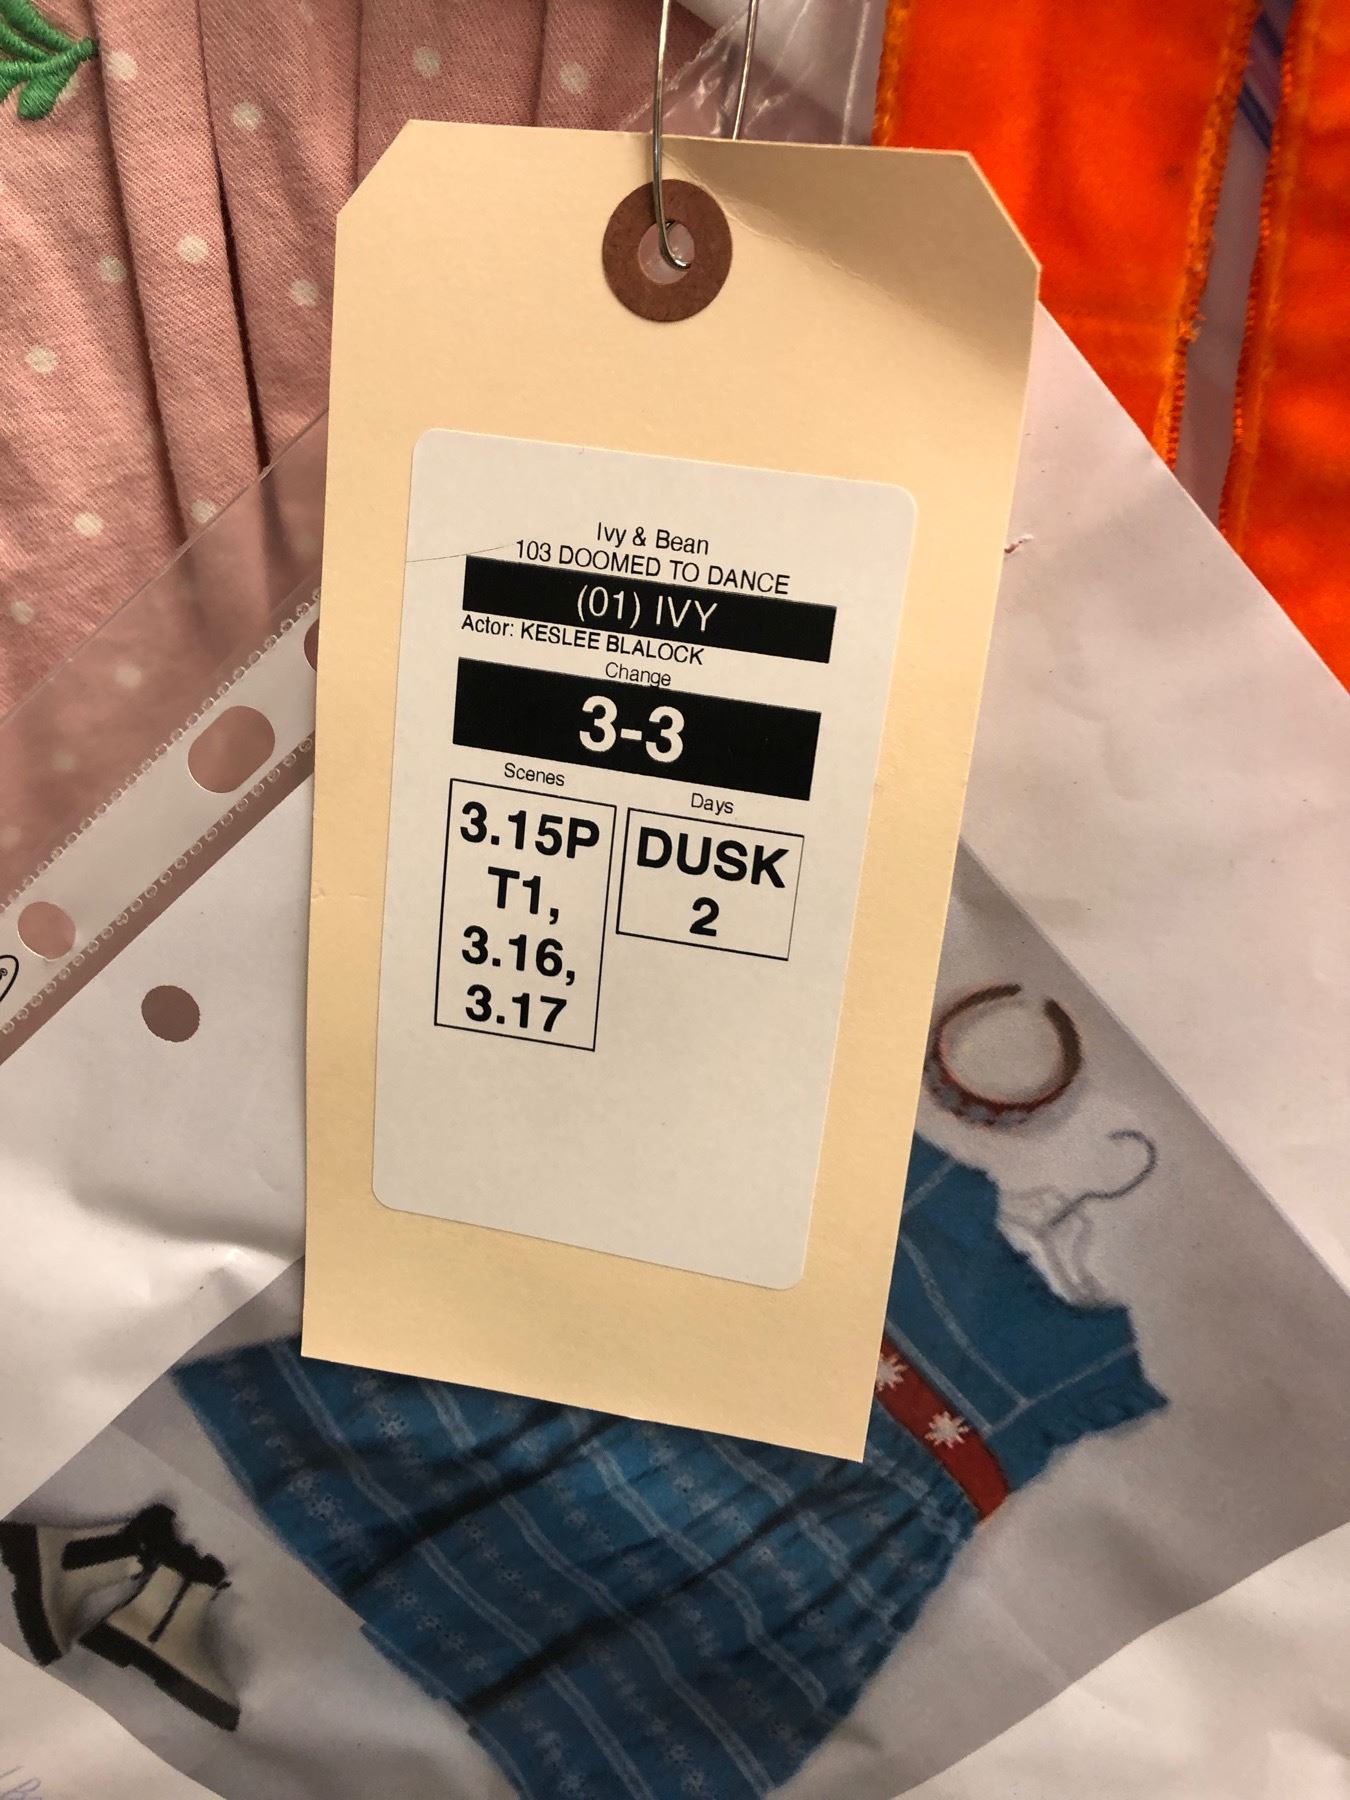 Ivy & Bean
103 DOOMED TO DANCE
(01) IVY
Actor: KESLEE BLALOCK
Change
3-3
Scenes
Days
3.15P
T1,
3.16,
3.17
DUSK
2